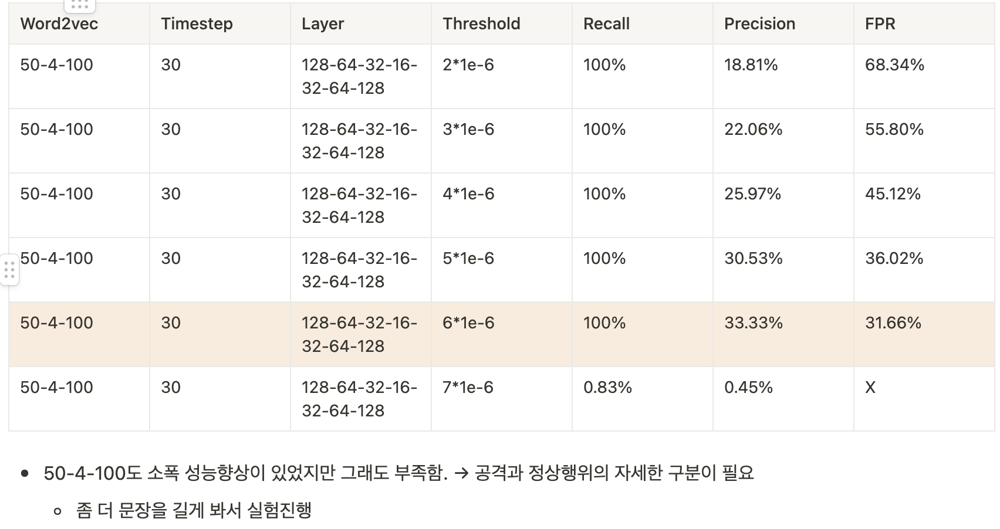 Word2vec Timestep Layer Threshold Recall Precision FPR
50-4-100 30 128-64-32-16- 2*1e-6 100% 18.81% 68.34%
32-64-128
50-4-100 30 128-64-32-16- 3*1e-6 100% 22.06% 55.80%
32-64-128
50-4-100 30 128-64-32-16- 4*1e-6 100% 25.97% 45.12%
32-64-128
50-4-100 30 128-64-32-16- 5*1e-6 100% 30.53% 36.02%
32-64-128
50-4-100 30 128-64-32-16- 6*1e-6 100% 33.33% 31.66%
32-64-128
50-4-100 30 128-64-32-16- 7*1e-6 0.83% 0.45% X
32-64-128
• 50-4-100도 소폭 성능향상이 있었지만 그래도 부족함. → 공격과 정상행위의 자세한 구분이 필요
◦ 좀 더 문장을 길게 봐서 실험진행